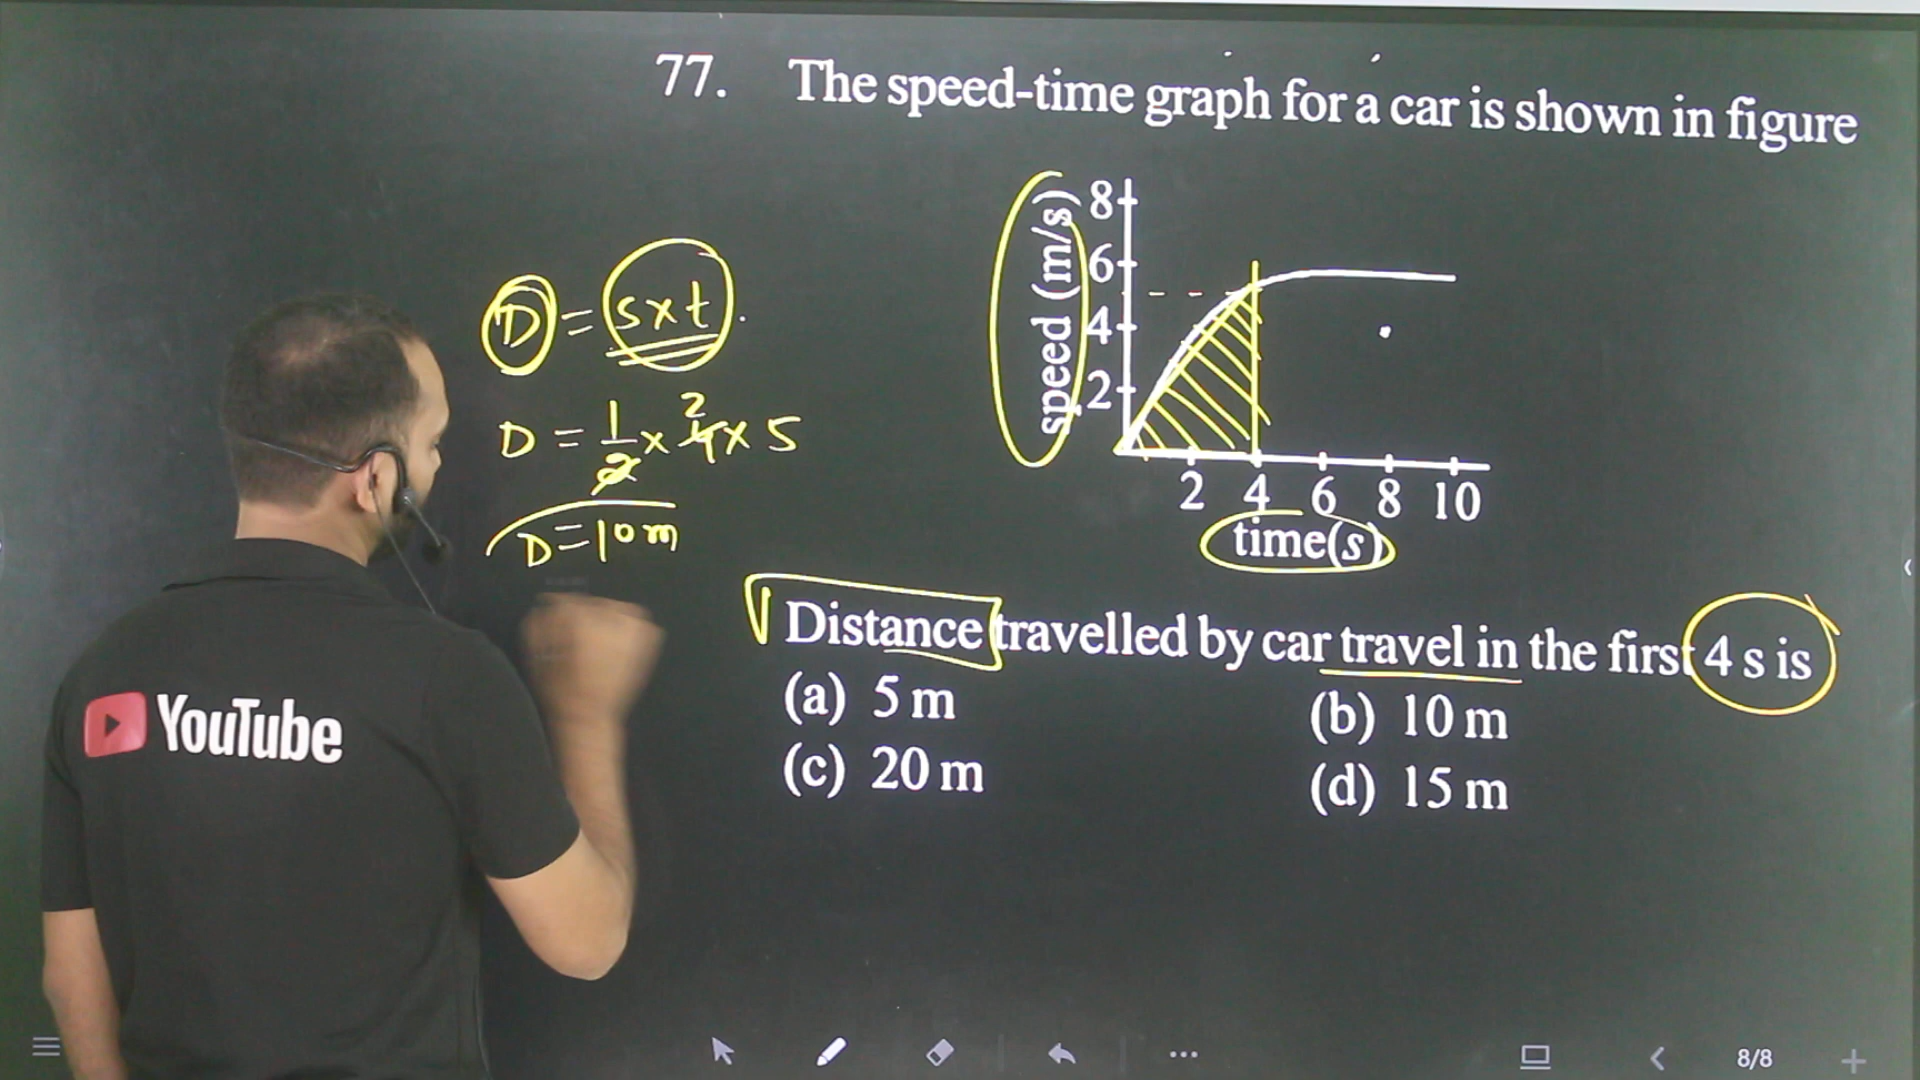 77. The speed-time graph for a car is shown in figure
speed (m/s)
8
6
4
2
2 4 6 8 10
time(s)
D = s x t
D = 1/2 x 4 2 x 5
D = 10 m
Distance travelled by car travel in the first 4 s is
(a) 5 m (b) 10 m
(c) 20 m (d) 15 m
YouTube
8/8